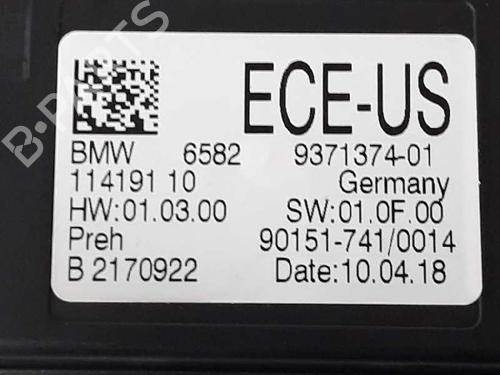 B-PARTS
ECE-US
BMW 6582 9371374-01
114191 10 Germany
HW:01.03.00 SW:01.0F.00
Preh 90151-741/0014
B 2170922 Date:10.04.18